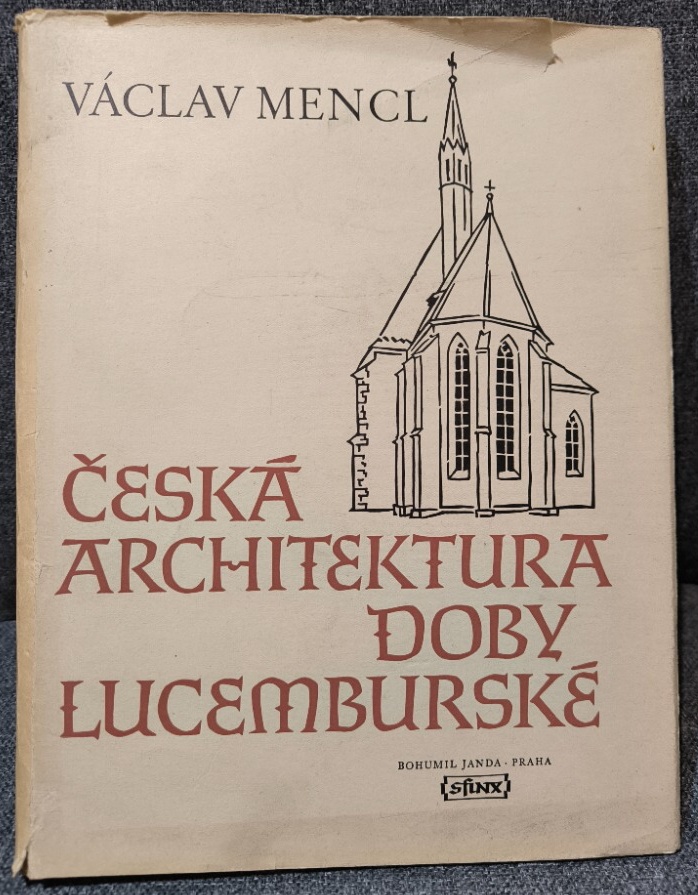 VÁCLAV MENCL
ČESKÁ
ARCHITEKTURA
DOBY
LUCEMBURSKÉ
BOHUMIL JANDA · PRAHA
SFINX